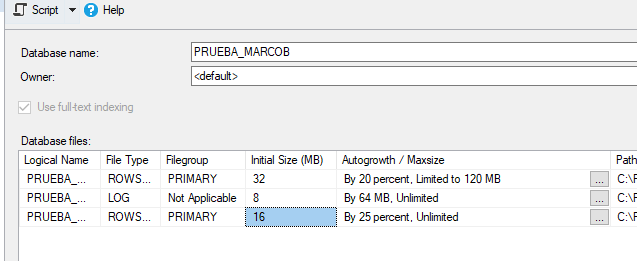 Script Help
Database name: PRUEBA_MARCOB
Owner: <default>
Use full-text indexing
Database files:
Logical Name File Type Filegroup Initial Size (MB) Autogrowth / Maxsize Path
PRUEBA_... ROWS... PRIMARY 32 By 20 percent, Limited to 120 MB ... C:\
PRUEBA_... LOG Not Applicable 8 By 64 MB, Unlimited ... C:\
PRUEBA_... ROWS... PRIMARY 16 By 25 percent, Unlimited ... C:\